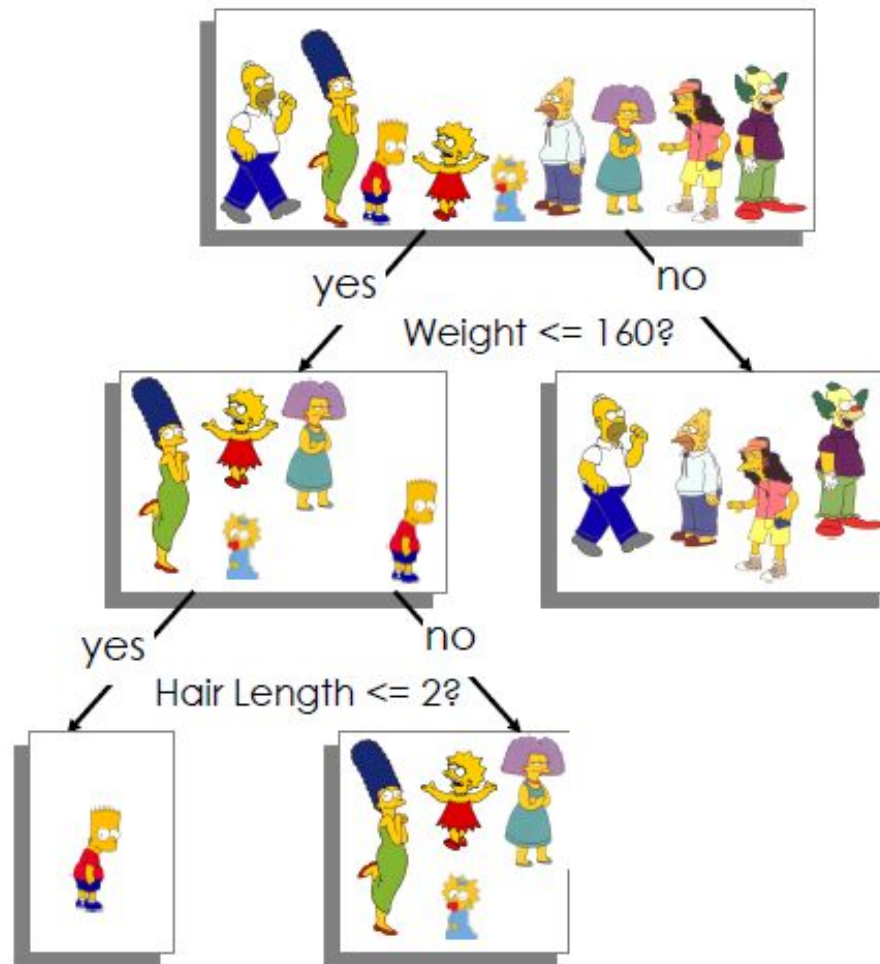 yes
no
Weight <= 160?
yes
no
Hair Length <= 2?